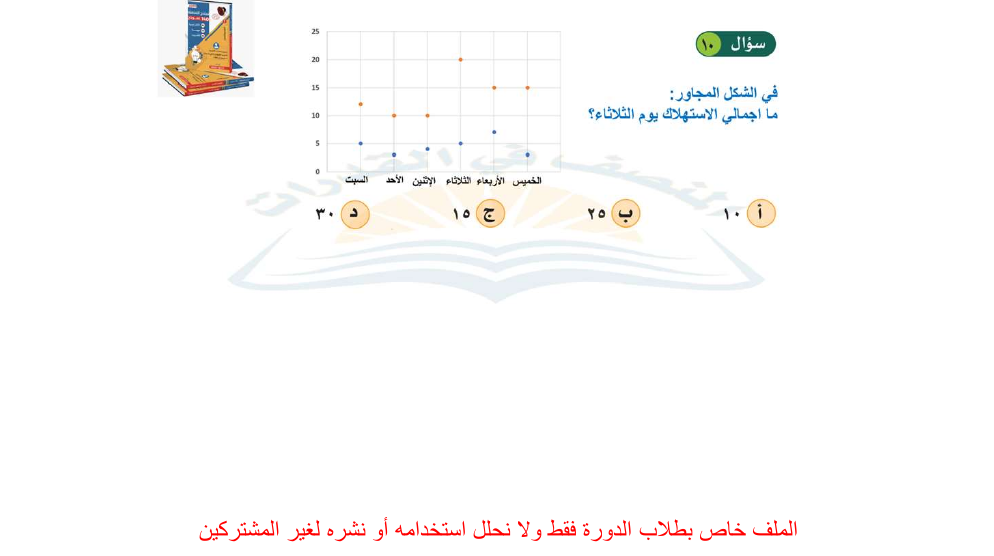 سؤال ١٠
في الشكل المجاور:
ما اجمالي الاستهلاك يوم الثلاثاء؟
25
20
15
10
5
0
السبت الأحد الإثنين الثلاثاء الأربعاء الخميس
أ ١٠ ب ٢٥ ج ١٥ د ٣٠
الملف خاص بطلاب الدورة فقط ولا نحلل استخدامه أو نشره لغير المشتركين